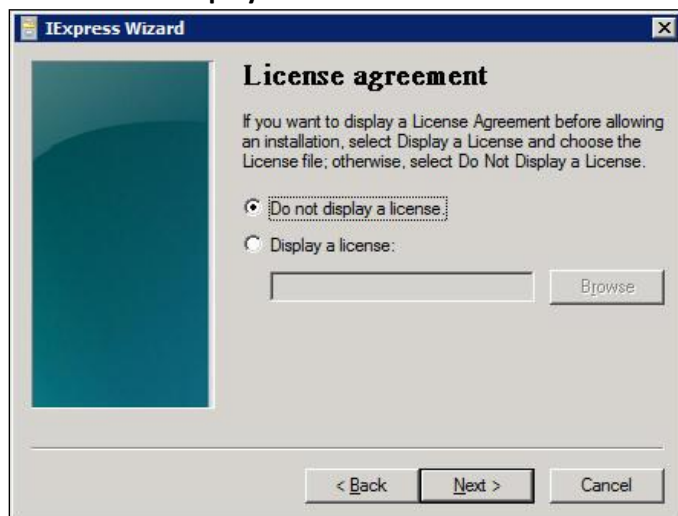 IExpress Wizard
License agreement
If you want to display a License Agreement before allowing
an installation, select Display a License and choose the
License file; otherwise, select Do Not Display a License.
Do not display a license.
Display a license:
Browse
< Back
Next >
Cancel